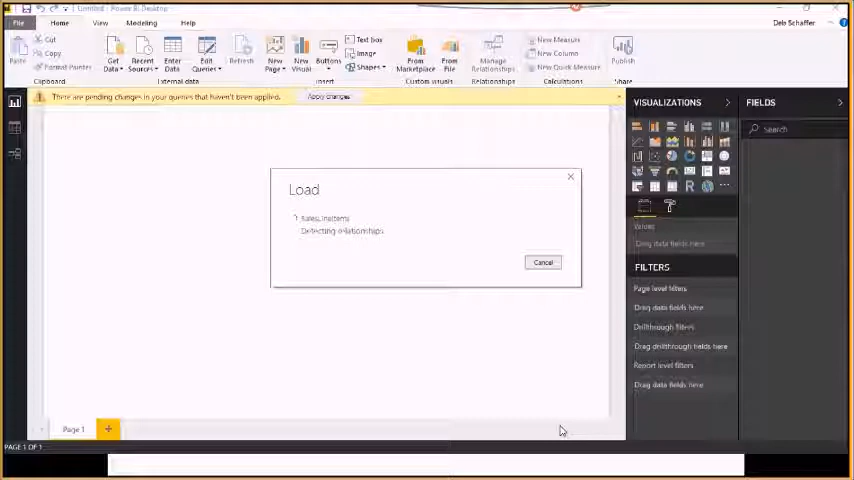 Untitled - Power BI Desktop
Deb Schaffer
File Home View Modeling Help
Paste
Cut
Copy
Format Painter
Clipboard
Get Data
Recent Sources
Enter Data
Edit Queries
Refresh
External data
New Page
New Visual
Buttons
Text box
Image
Shapes
Insert
From Marketplace
From File
Custom visuals
Manage Relationships
Relationships
New Measure
New Column
New Quick Measure
Calculations
Publish
Share
There are pending changes in your queries that haven't been applied.
Apply changes
VISUALIZATIONS
FIELDS
Search
Load
Detecting relationships
Cancel
Values
Drag data fields here
FILTERS
Page level filters
Drag data fields here
Drillthrough filters
Drag drillthrough fields here
Report level filters
Drag data fields here
Page 1
PAGE 1 OF 1